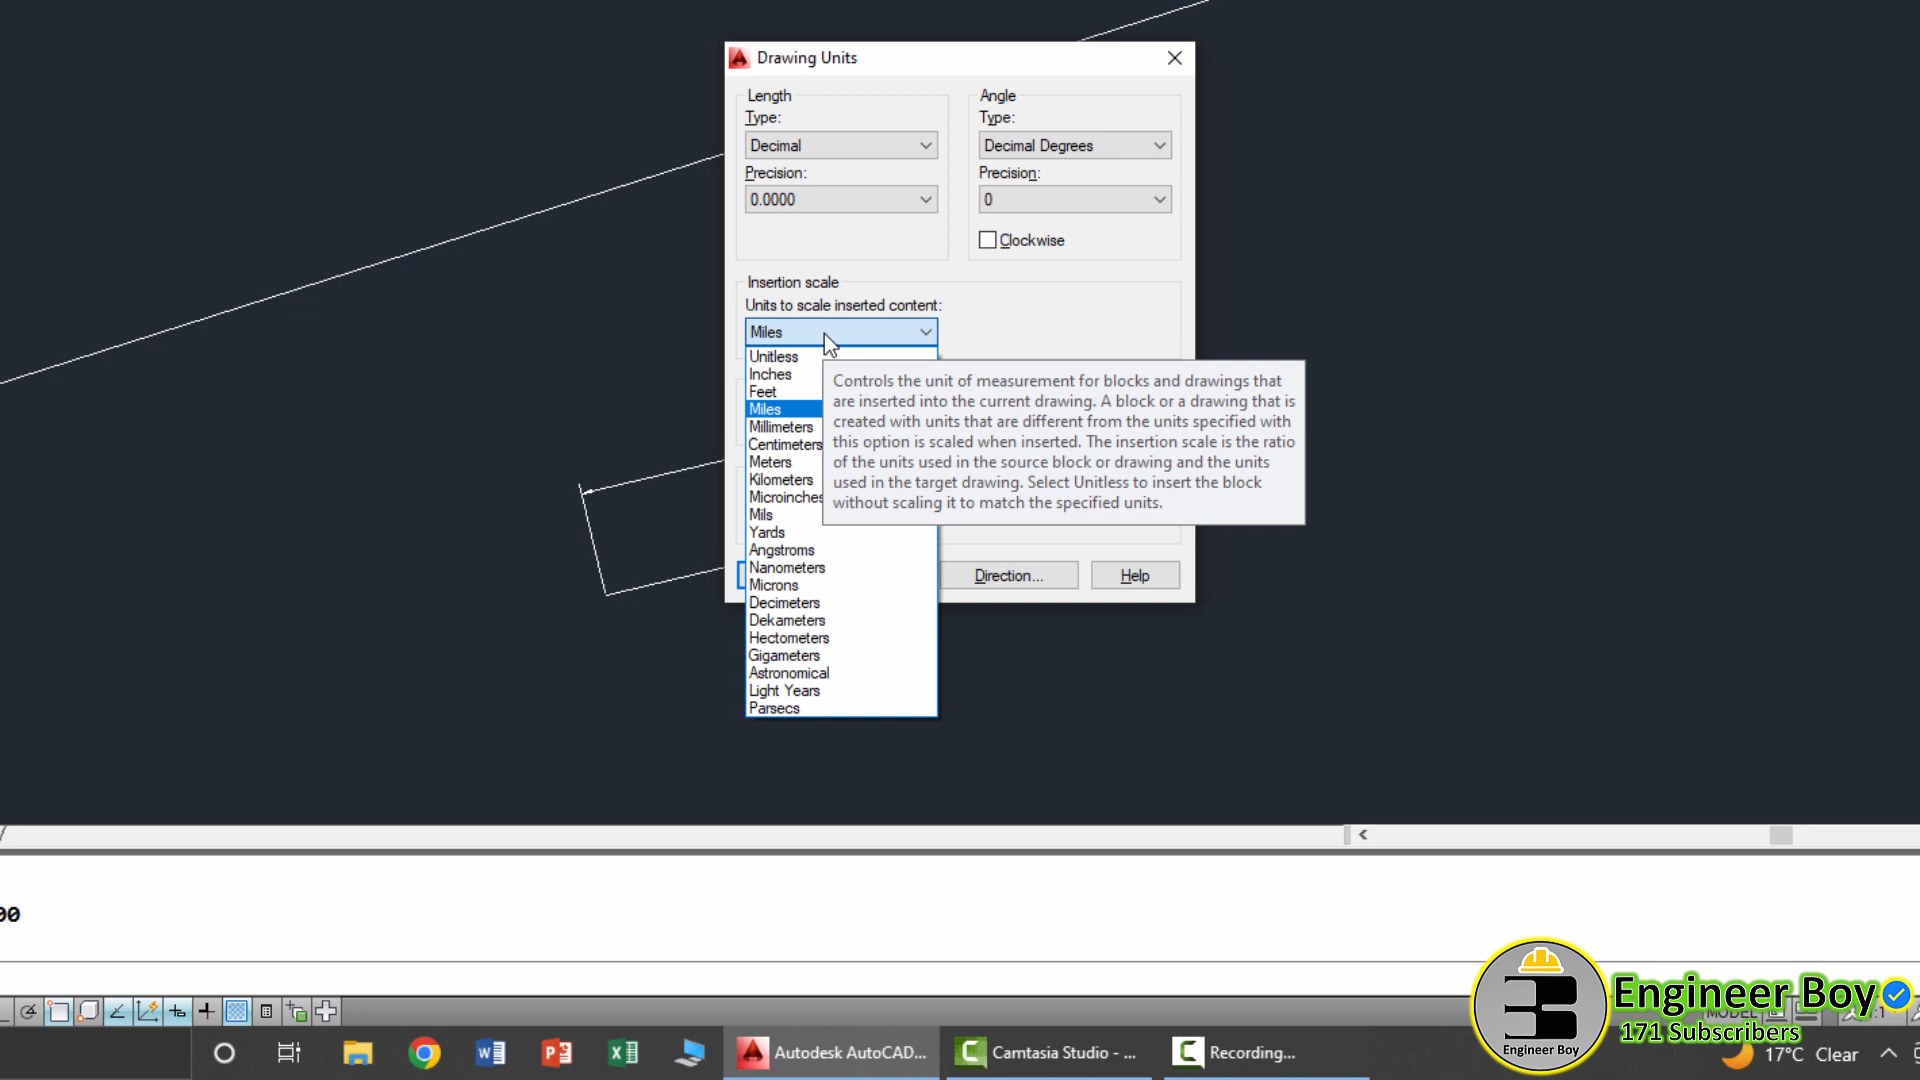 Drawing Units
Length
Type:
Decimal
Precision:
0.0000
Angle
Type:
Decimal Degrees
Precision:
0
Clockwise
Insertion scale
Units to scale inserted content:
Miles
Unitless
Inches
Feet
Miles
Millimeters
Centimeters
Meters
Kilometers
Microinches
Mils
Yards
Angstroms
Nanometers
Microns
Decimeters
Dekameters
Hectometers
Gigameters
Astronomical
Light Years
Parsecs
Controls the unit of measurement for blocks and drawings that
are inserted into the current drawing. A block or a drawing that is
created with units that are different from the units specified with
this option is scaled when inserted. The insertion scale is the ratio
of the units used in the source block or drawing and the units
used in the target drawing. Select Unitless to insert the block
without scaling it to match the specified units.
Direction...
Help
00
MODEL
Engineer Boy
Engineer Boy
171 Subscribers
Autodesk AutoCAD...
Camtasia Studio - ...
Recording...
17°C Clear